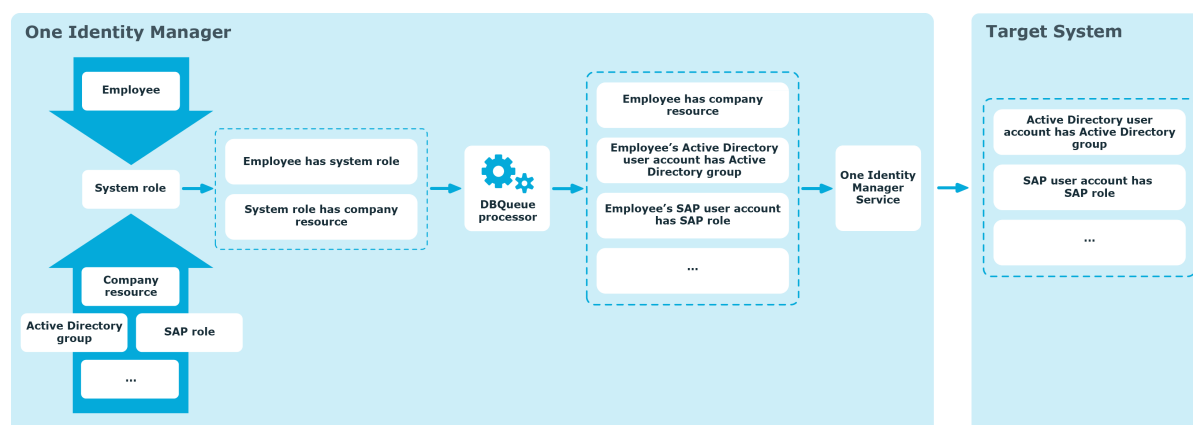 One Identity Manager
Employee
System role
Company
resource
Active Directory
group
SAP role
...
Employee has system role
System role has company
resource
DBQueue
processor
Employee has company
resource
Employee's Active Directory
user account has Active
Directory group
Employee's SAP user account
has SAP role
...
One Identity
Manager
Service
Target System
Active Directory user
account has Active Directory
group
SAP user account has
SAP role
...